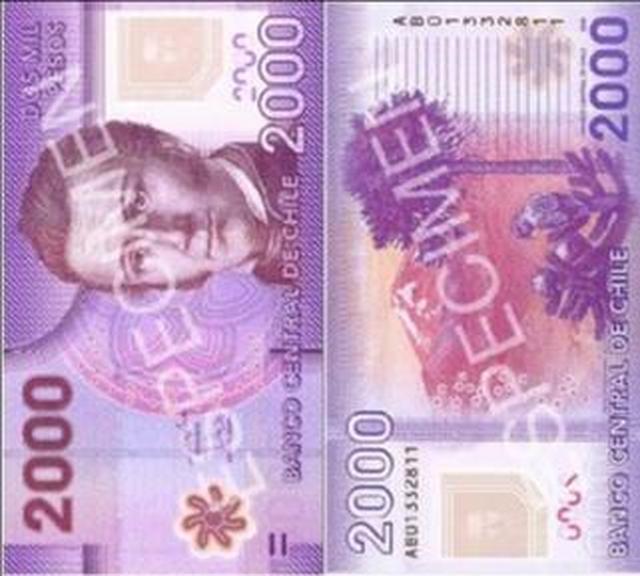 DOS MIL
PESOS
2000
BANCO CENTRAL DE CHILE
2000
SPECIMEN
AB01332811
2000
BANCO CENTRAL DE CHILE
2000
AB01332811
SPECIMEN